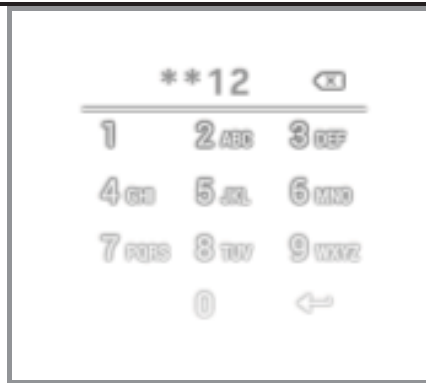 **12
1 2 ABC 3 DEF
4 GHI 5 JKL 6 MNO
7 PQRS 8 TUV 9 WXYZ
0